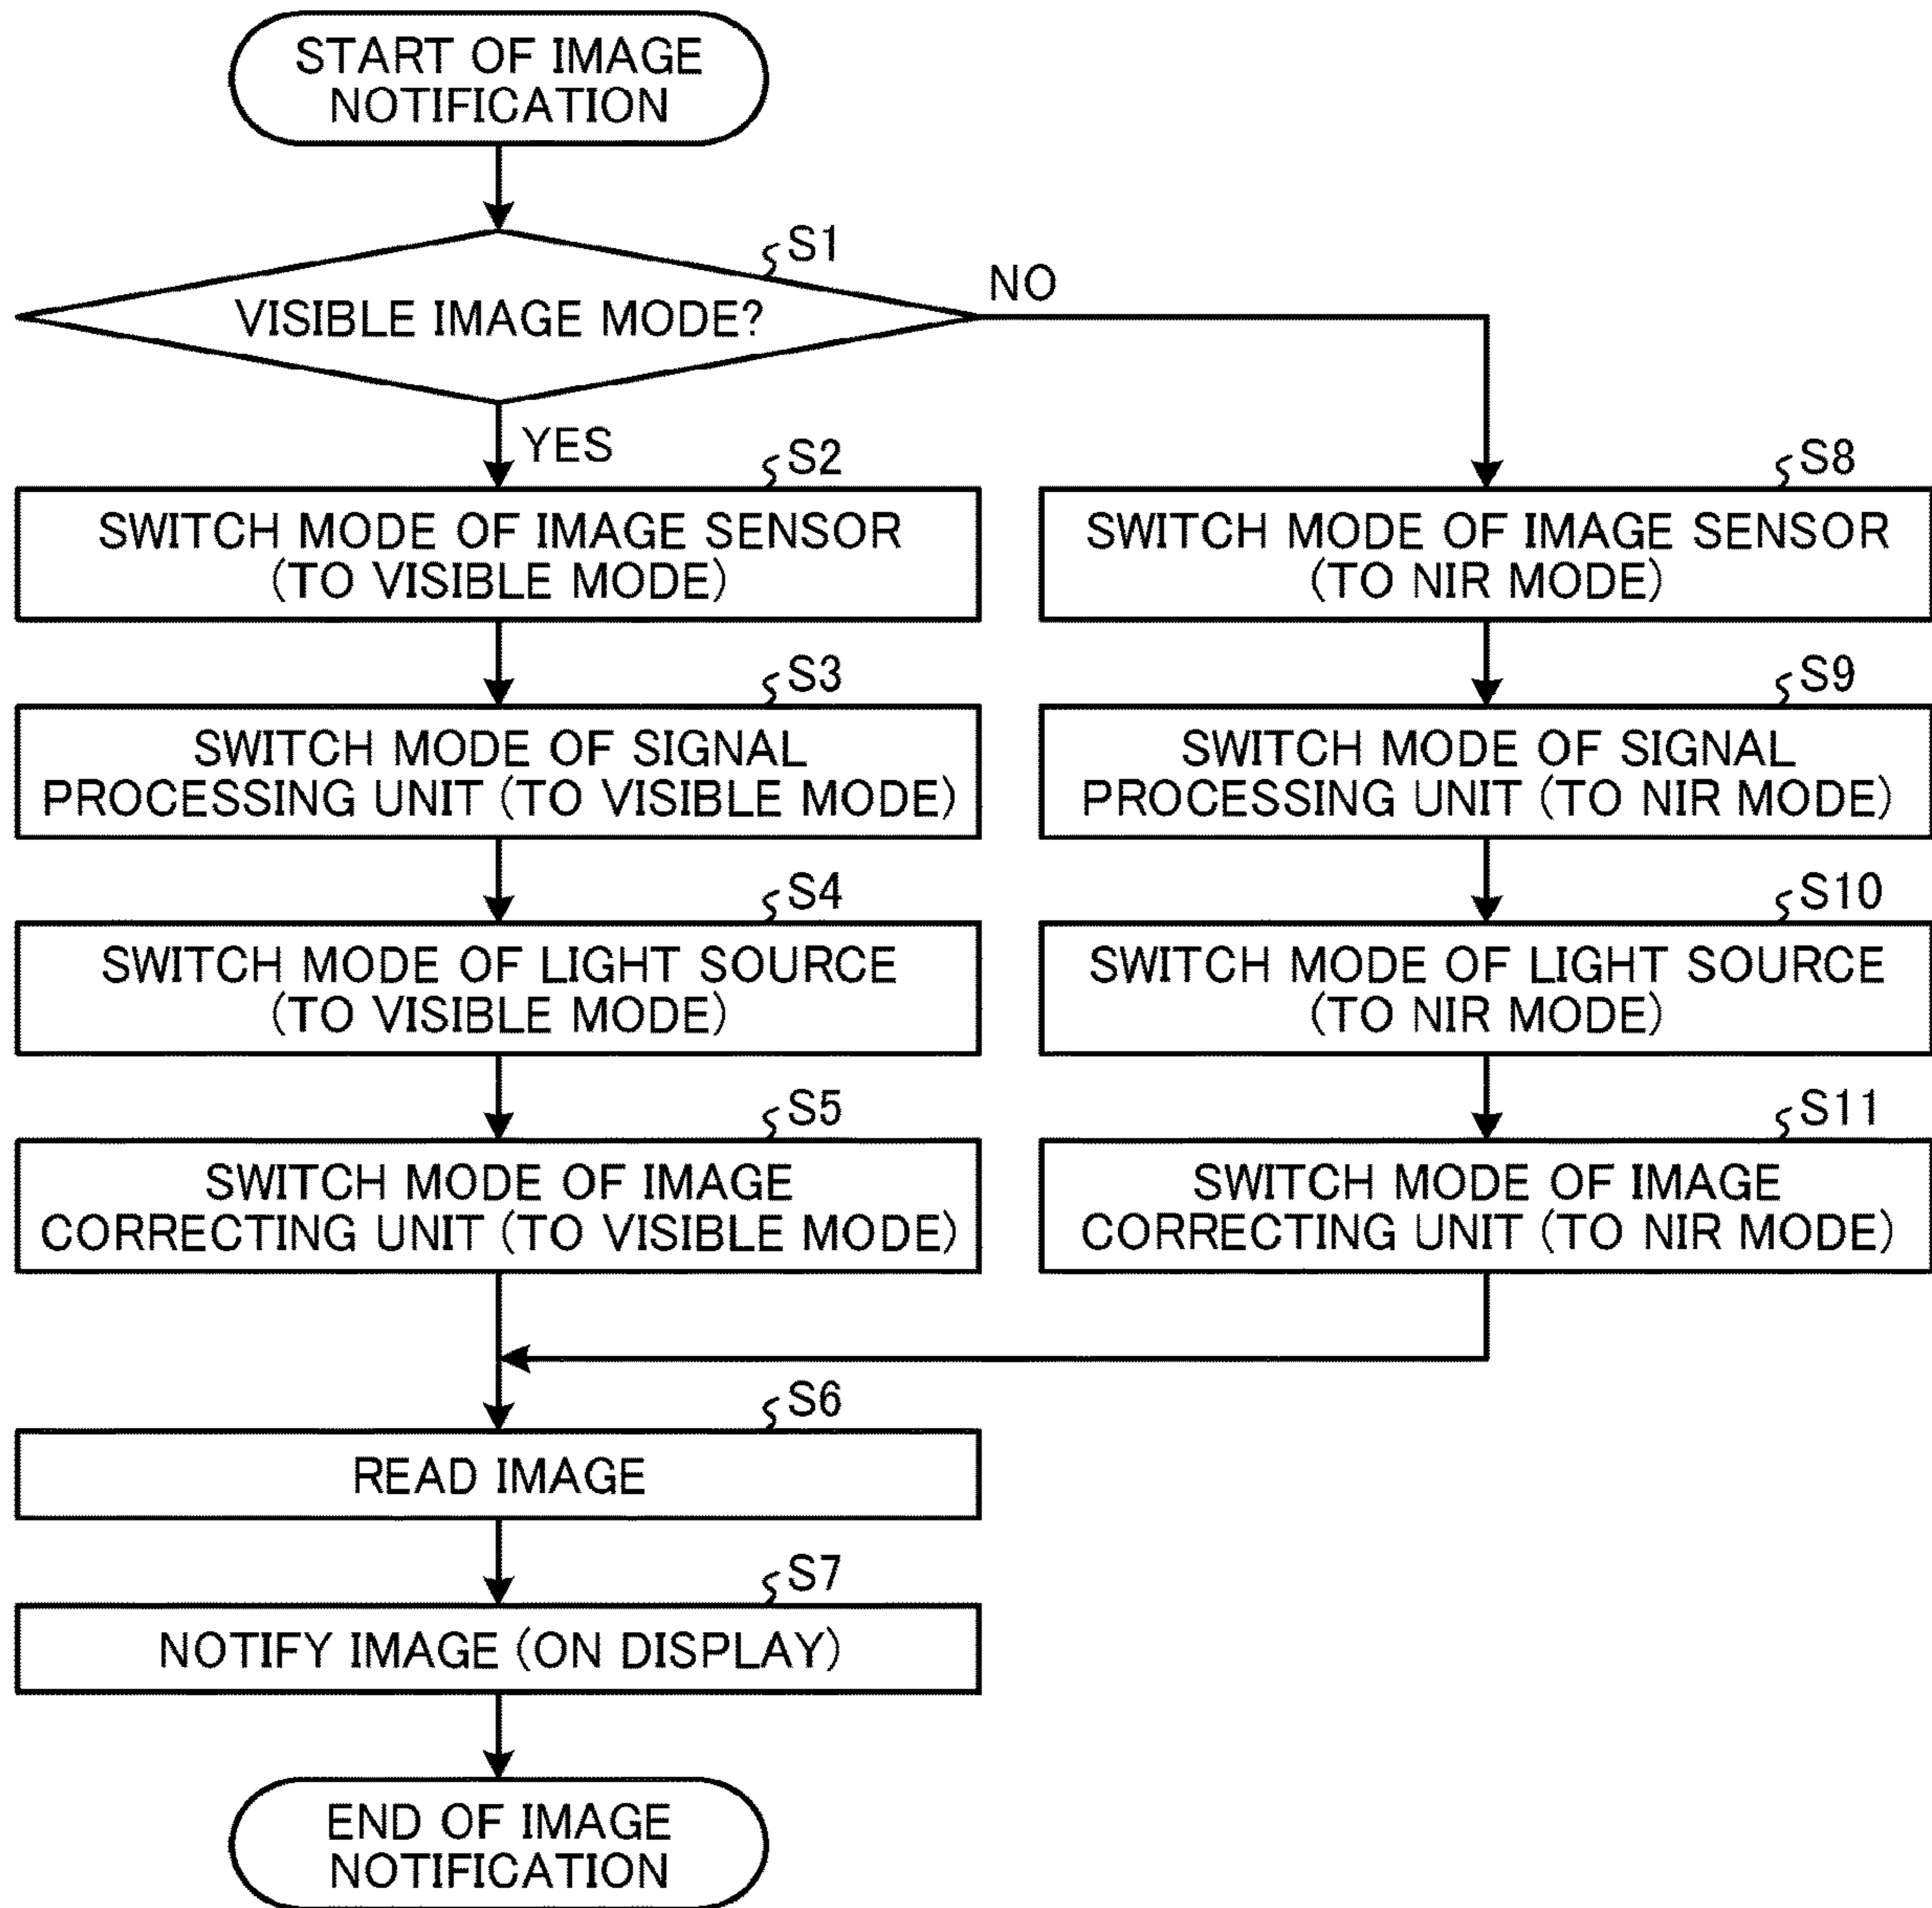 START OF IMAGE
NOTIFICATION
S1
VISIBLE IMAGE MODE?
NO
YES
S2
SWITCH MODE OF IMAGE SENSOR
(TO VISIBLE MODE)
S3
SWITCH MODE OF SIGNAL
PROCESSING UNIT (TO VISIBLE MODE)
S4
SWITCH MODE OF LIGHT SOURCE
(TO VISIBLE MODE)
S5
SWITCH MODE OF IMAGE
CORRECTING UNIT (TO VISIBLE MODE)
S8
SWITCH MODE OF IMAGE SENSOR
(TO NIR MODE)
S9
SWITCH MODE OF SIGNAL
PROCESSING UNIT (TO NIR MODE)
S10
SWITCH MODE OF LIGHT SOURCE
(TO NIR MODE)
S11
SWITCH MODE OF IMAGE
CORRECTING UNIT (TO NIR MODE)
S6
READ IMAGE
S7
NOTIFY IMAGE (ON DISPLAY)
END OF IMAGE
NOTIFICATION